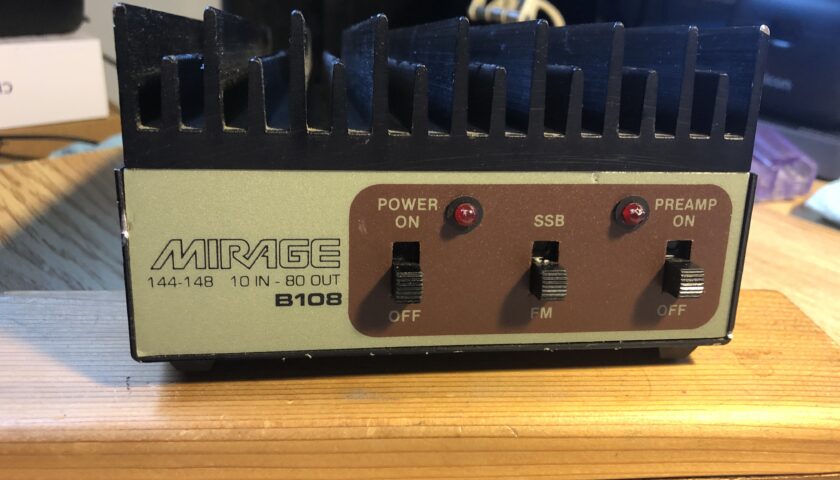 MIRAGE
144-148 10 IN - 80 OUT
B108
POWER
ON
OFF
SSB
FM
PREAMP
ON
OFF